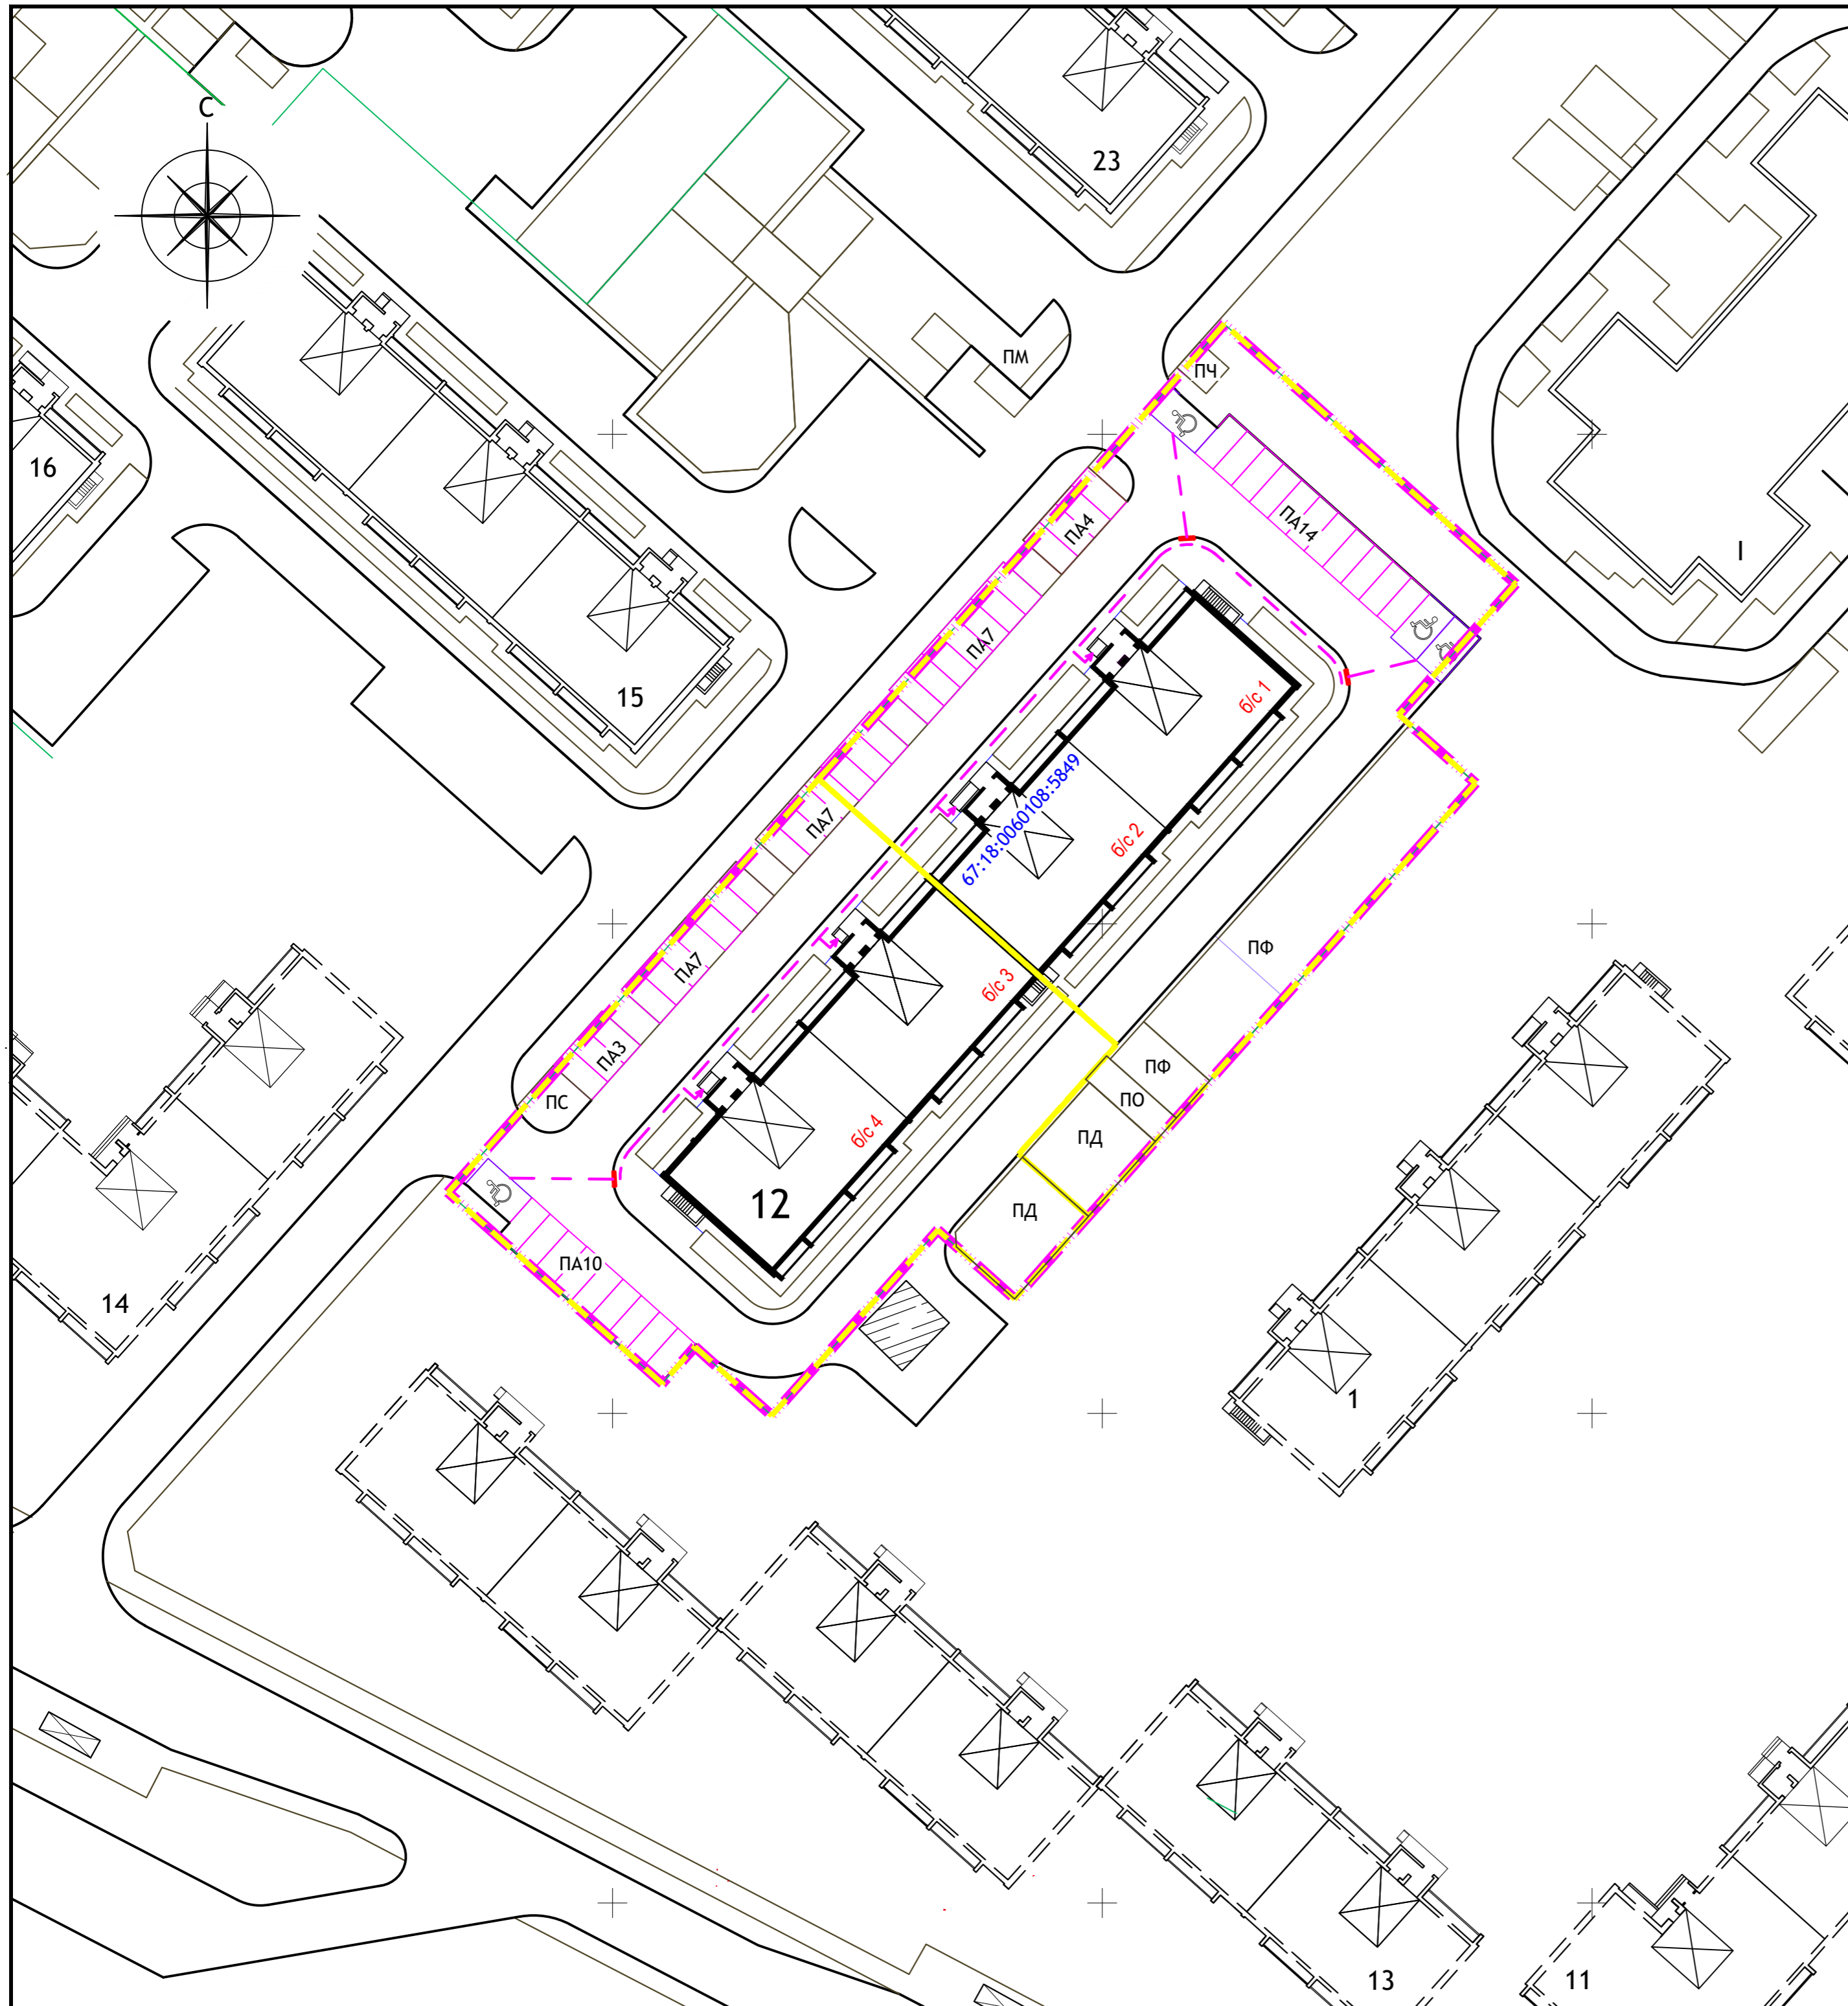 С
23
ПМ
ПЧ
16
ПА4
ПА14
I
ПА7
15
б/с 1
67:18:0060108:5849
ПА7
б/с 2
ПФ
ПА7
б/с 3
ПА3
ПФ
ПС
ПО
б/с 4
ПД
12
ПД
ПА10
14
1
13
11